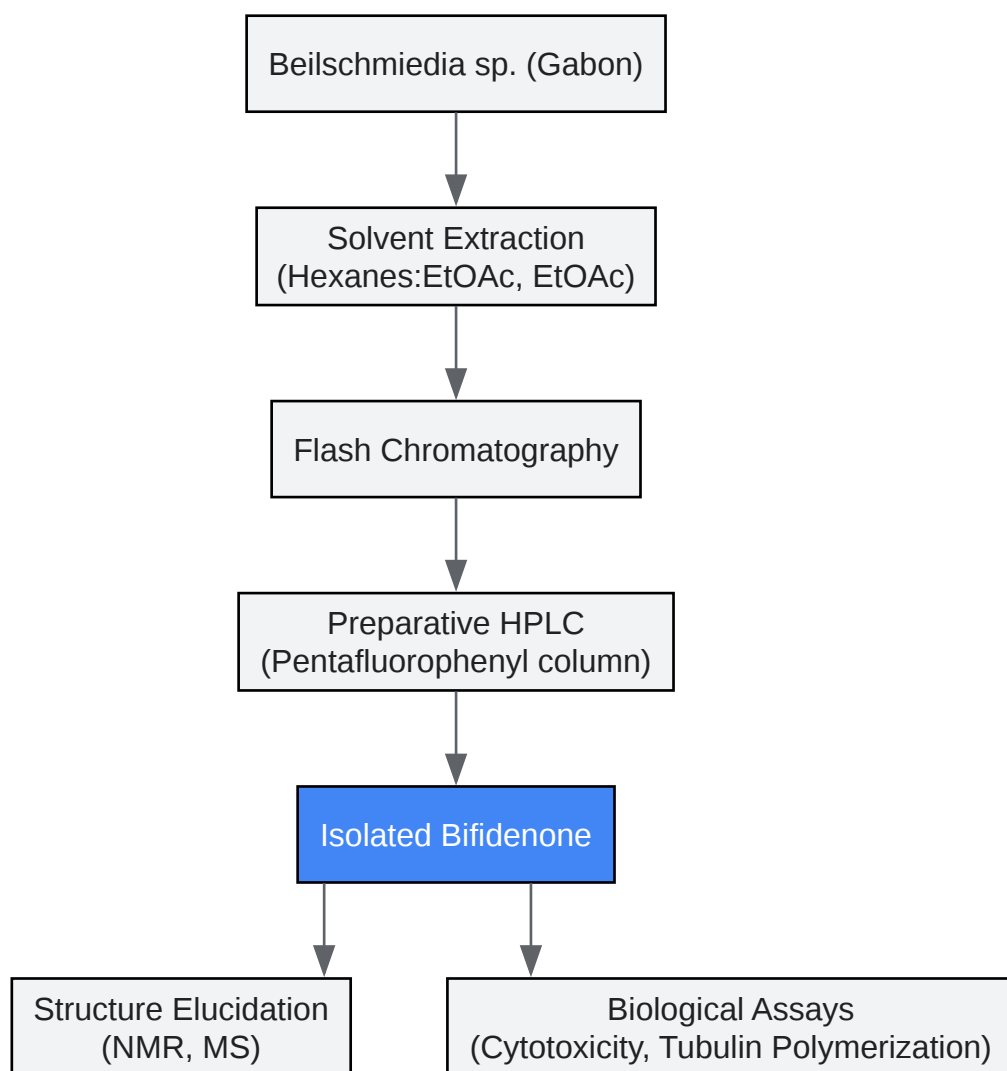 Beilschmiedia sp. (Gabon)
Solvent Extraction
(Hexanes:EtOAc, EtOAc)
Flash Chromatography
Preparative HPLC
(Pentafluorophenyl column)
Isolated Bifidenone
Structure Elucidation
(NMR, MS)
Biological Assays
(Cytotoxicity, Tubulin Polymerization)